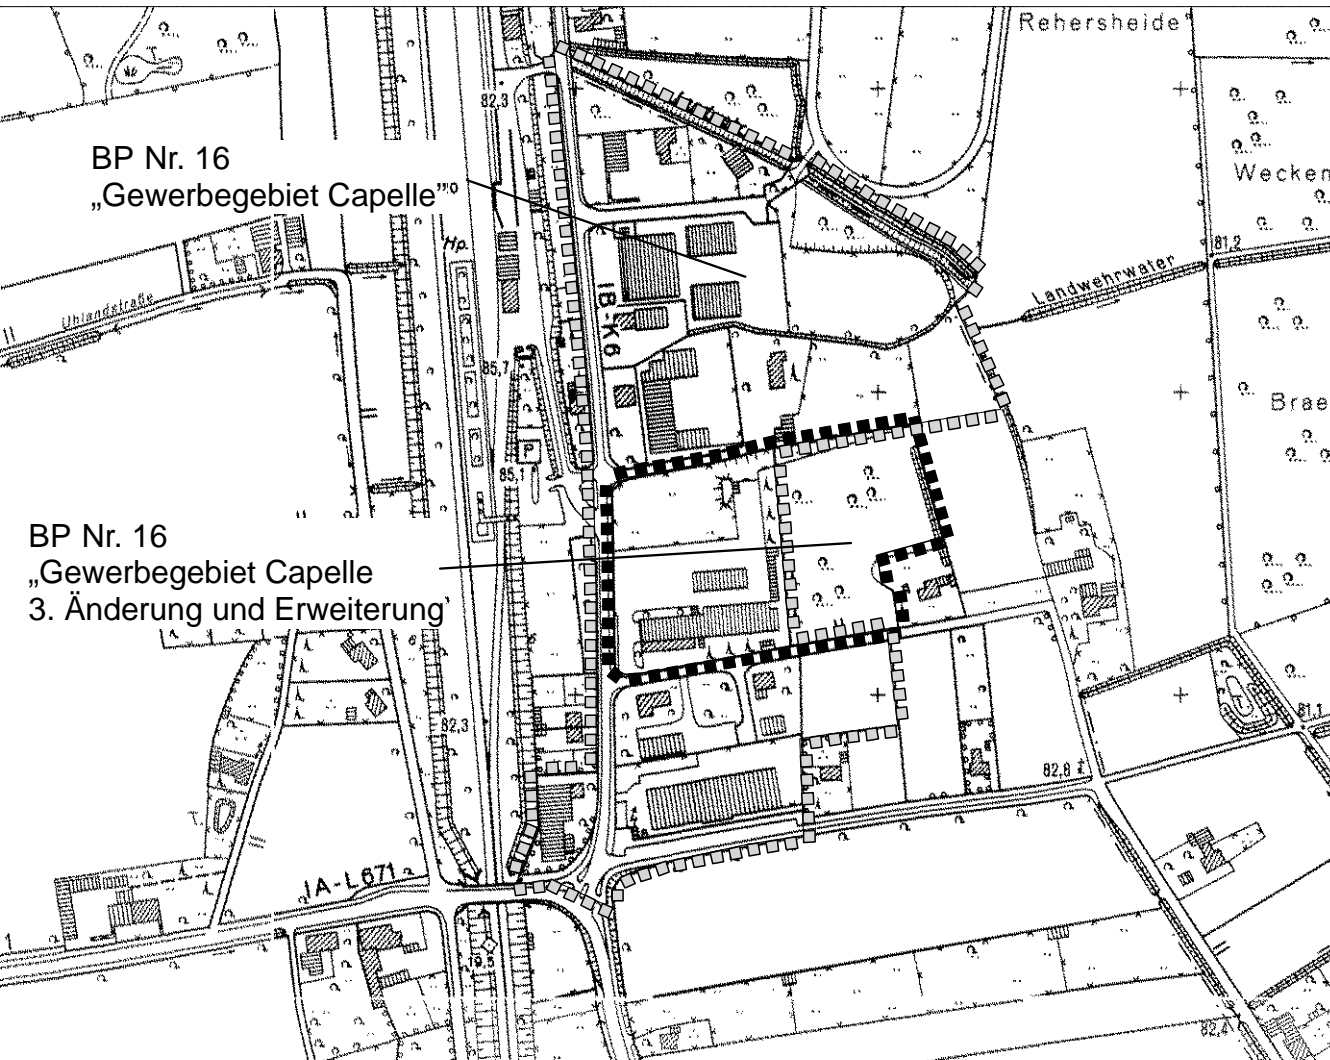 Rehersheide
82,3
BP Nr. 16
„Gewerbegebiet Capelle”
Wecken
Hp.
81,2
Landwehrwater
Uhlandstraße
II
IB-K6
85,7
Brae
P
85,1
BP Nr. 16
„Gewerbegebiet Capelle
3. Änderung und Erweiterung
82,3
81,1
82,8
IA-L671
1
82,4